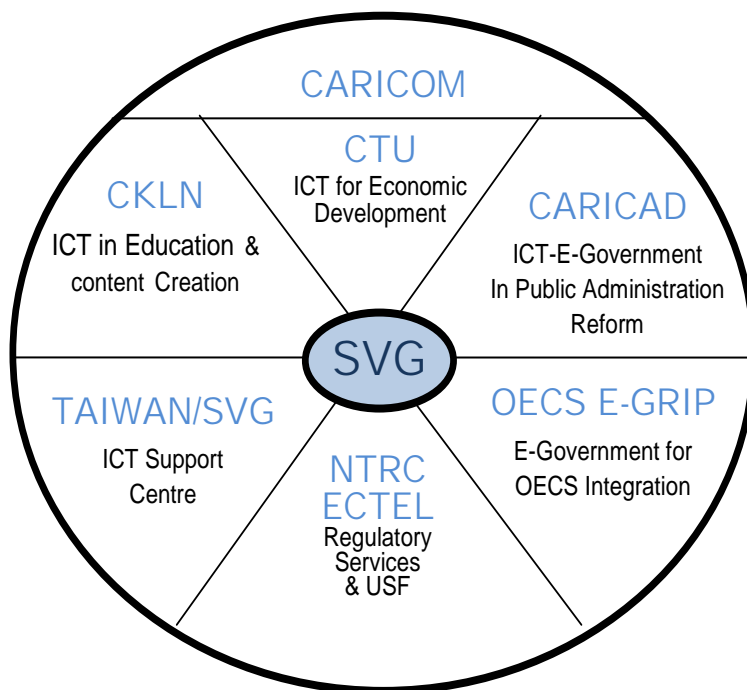 CARICOM
CTU
ICT for Economic
Development
CKLN
ICT in Education &
content Creation
CARICAD
ICT-E-Government
In Public Administration
Reform
SVG
TAIWAN/SVG
ICT Support
Centre
NTRC
ECTEL
Regulatory
Services
& USF
OECS E-GRIP
E-Government for
OECS Integration